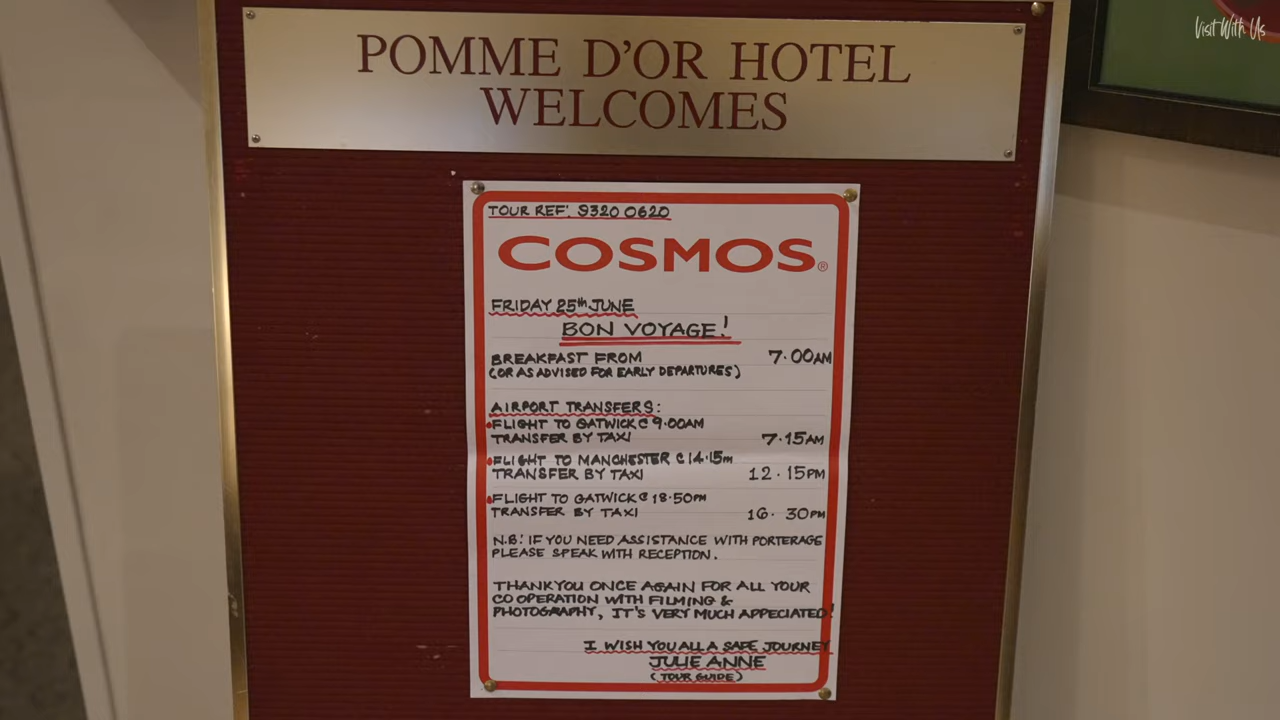 Visit With Us
POMME D'OR HOTEL
WELCOMES
TOUR REF: 9320 0620
COSMOS®
FRIDAY 25th JUNE
BON VOYAGE!
BREAKFAST FROM 7.00AM
(OR AS ADVISED FOR EARLY DEPARTURES)
AIRPORT TRANSFERS:
•FLIGHT TO GATWICK @ 9.00AM
TRANSFER BY TAXI 7.15AM
•FLIGHT TO MANCHESTER @ 14.15m
TRANSFER BY TAXI 12.15PM
•FLIGHT TO GATWICK @ 18.50PM
TRANSFER BY TAXI 16.30PM
N.B: IF YOU NEED ASSISTANCE WITH PORTERAGE
PLEASE SPEAK WITH RECEPTION.
THANKYOU ONCE AGAIN FOR ALL YOUR
CO OPERATION WITH FILMING &
PHOTOGRAPHY, IT'S VERY MUCH APPECIATED!
I WISH YOU ALL A SAFE JOURNEY
JULIE ANNE
(TOUR GUIDE)